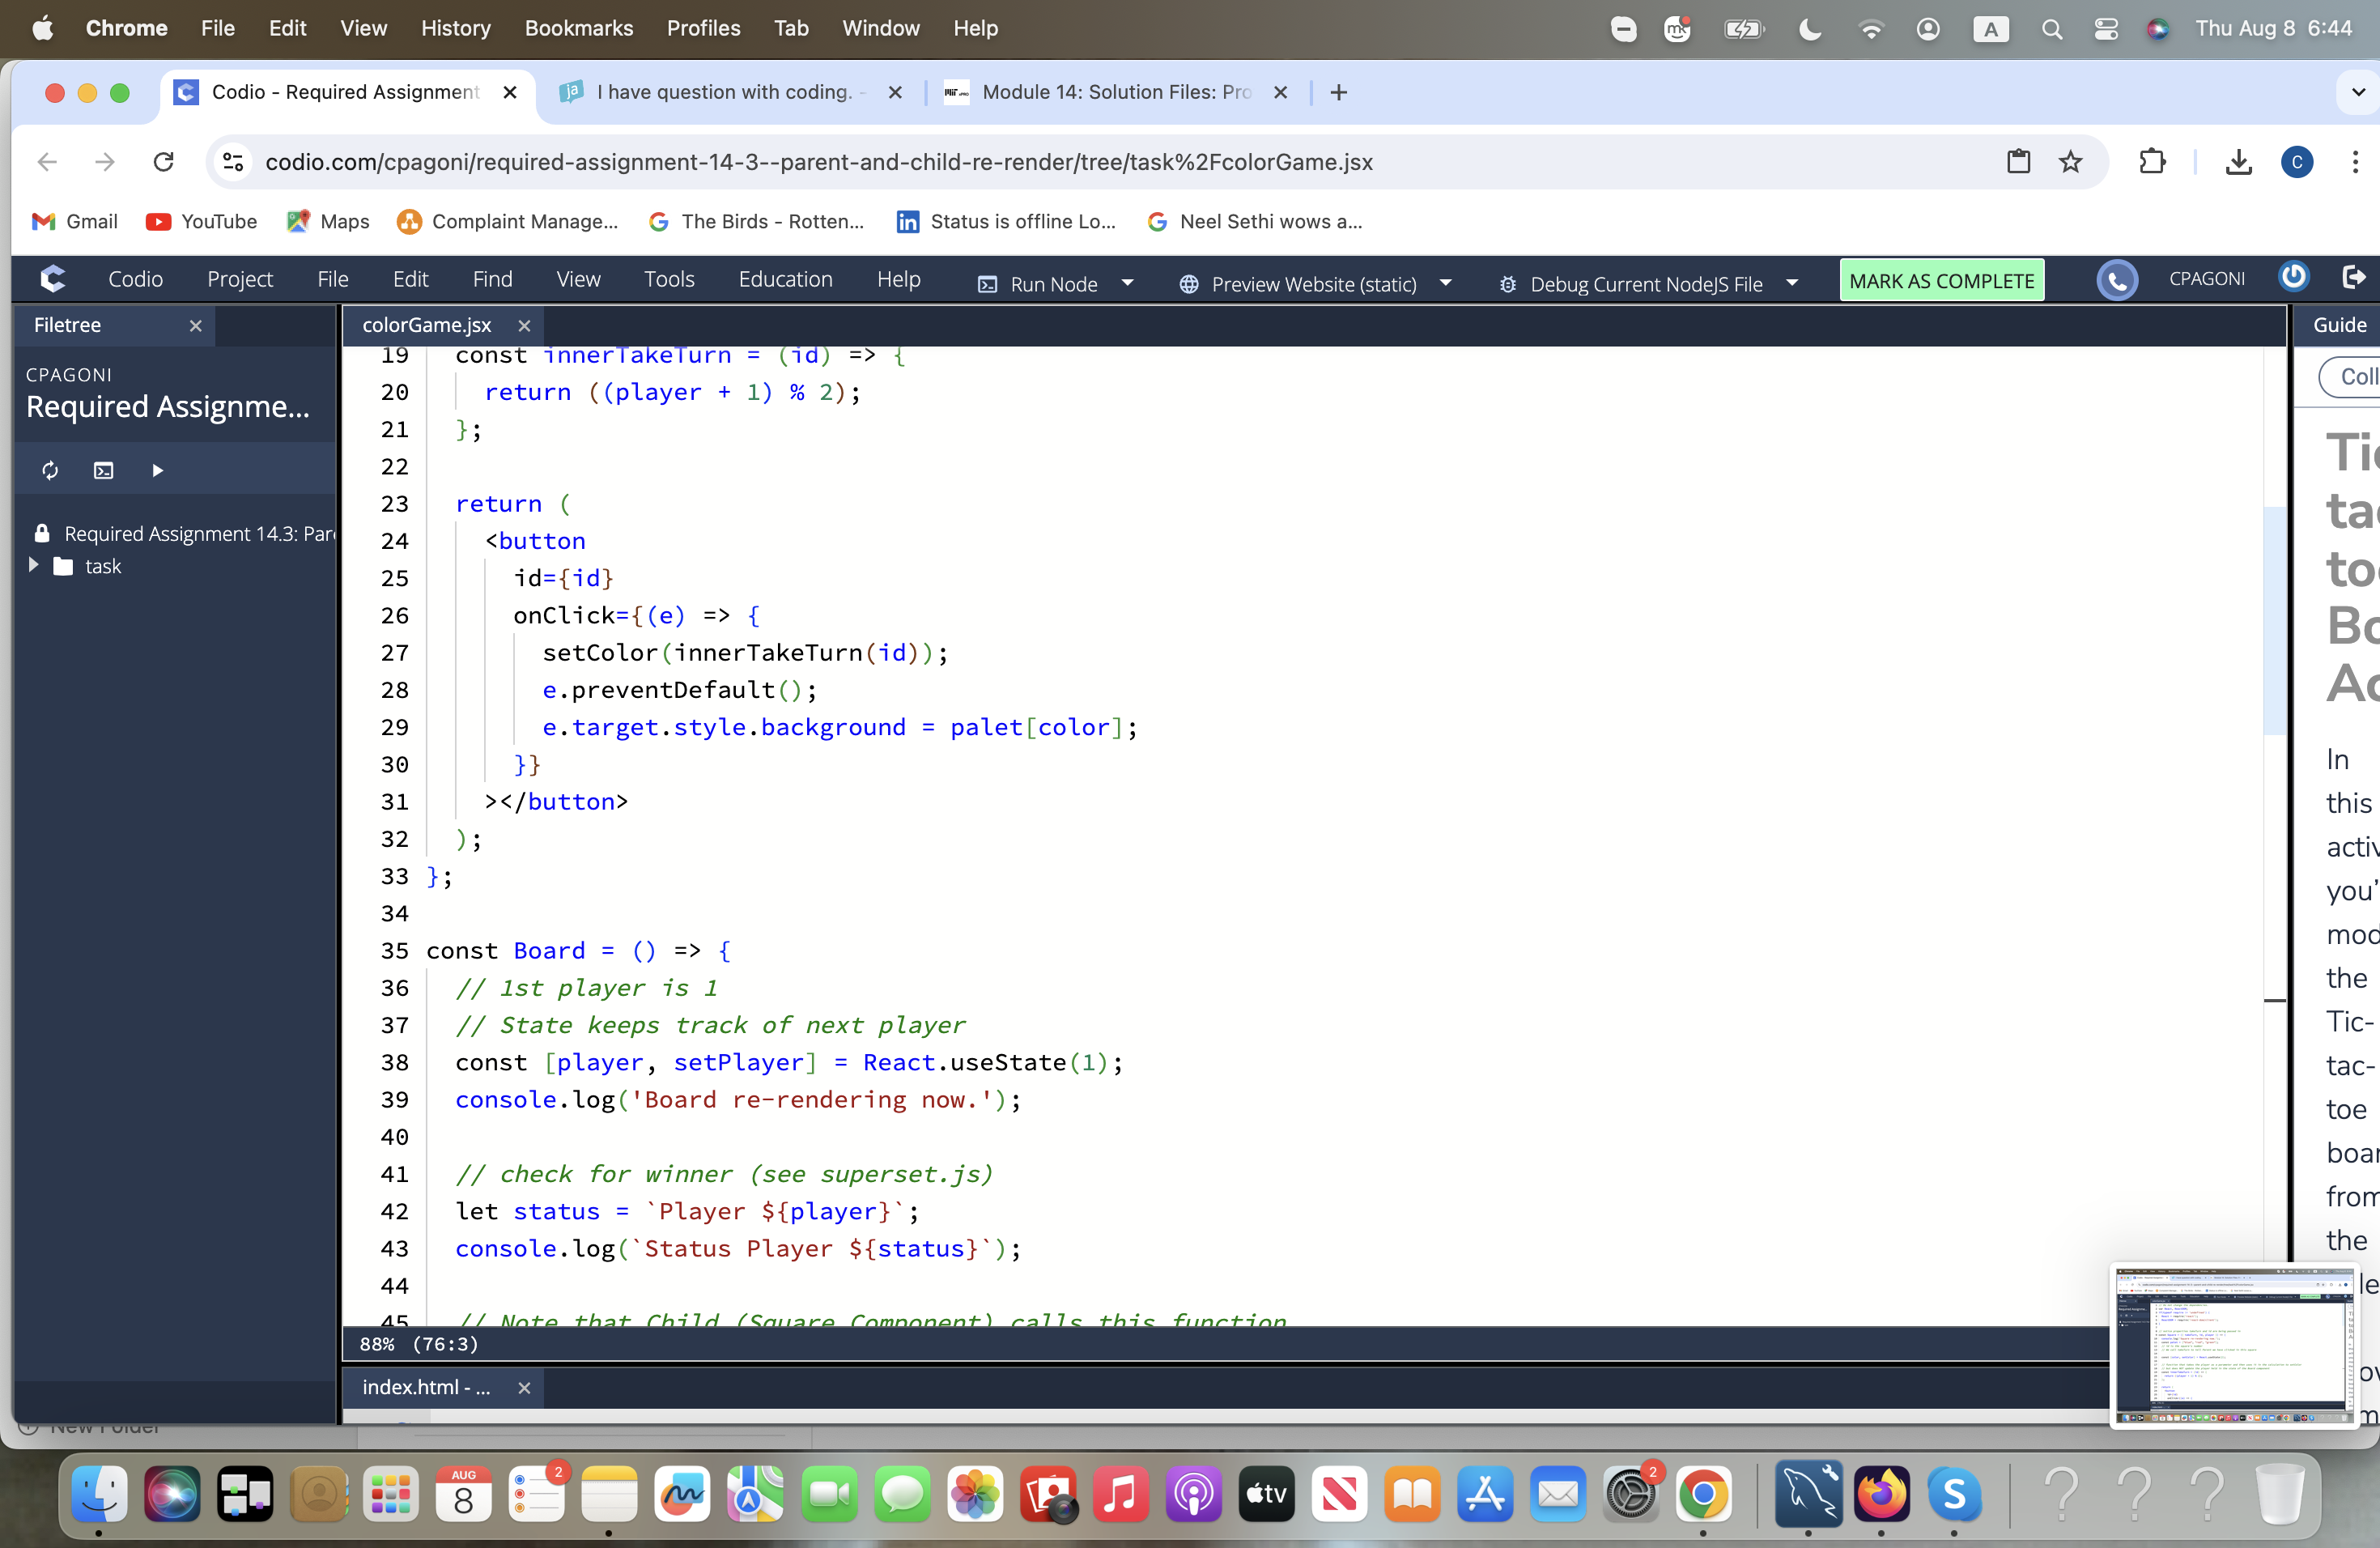 Chrome File Edit View History Bookmarks Profiles Tab Window Help A Thu Aug 8 6:44
Codio - Required Assignment I have question with coding. - Module 14: Solution Files: Pro
codio.com/cpagoni/required-assignment-14-3--parent-and-child-re-render/tree/task%2FcolorGame.jsx C
Gmail YouTube Maps Complaint Manage... The Birds - Rotten... Status is offline Lo... Neel Sethi wows a...
Codio Project File Edit Find View Tools Education Help Run Node Preview Website (static) Debug Current NodeJS File MARK AS COMPLETE CPAGONI
Filetree colorGame.jsx Guide
CPAGONI
Required Assignme...
Required Assignment 14.3: Par
task
19 const innerTakeTurn = (id) => {
20 return ((player + 1) % 2);
21 };
22
23 return (
24 <button
25 id={id}
26 onClick={(e) => {
27 setColor(innerTakeTurn(id));
28 e.preventDefault();
29 e.target.style.background = palet[color];
30 }}
31 ></button>
32 );
33 };
34
35 const Board = () => {
36 // 1st player is 1
37 // State keeps track of next player
38 const [player, setPlayer] = React.useState(1);
39 console.log('Board re-rendering now.');
40
41 // check for winner (see superset.js)
42 let status = `Player ${player}`;
43 console.log(`Status Player ${status}`);
44
45 // Note that Child (Square Component) calls this function
88% (76:3)
index.html - ...
Coll
Tic
tac
toe
Bo
Ac
In
this
activ
you'
mod
the
Tic-
tac-
toe
boar
from
the
New Folder
AUG
8
2
tv
2
S